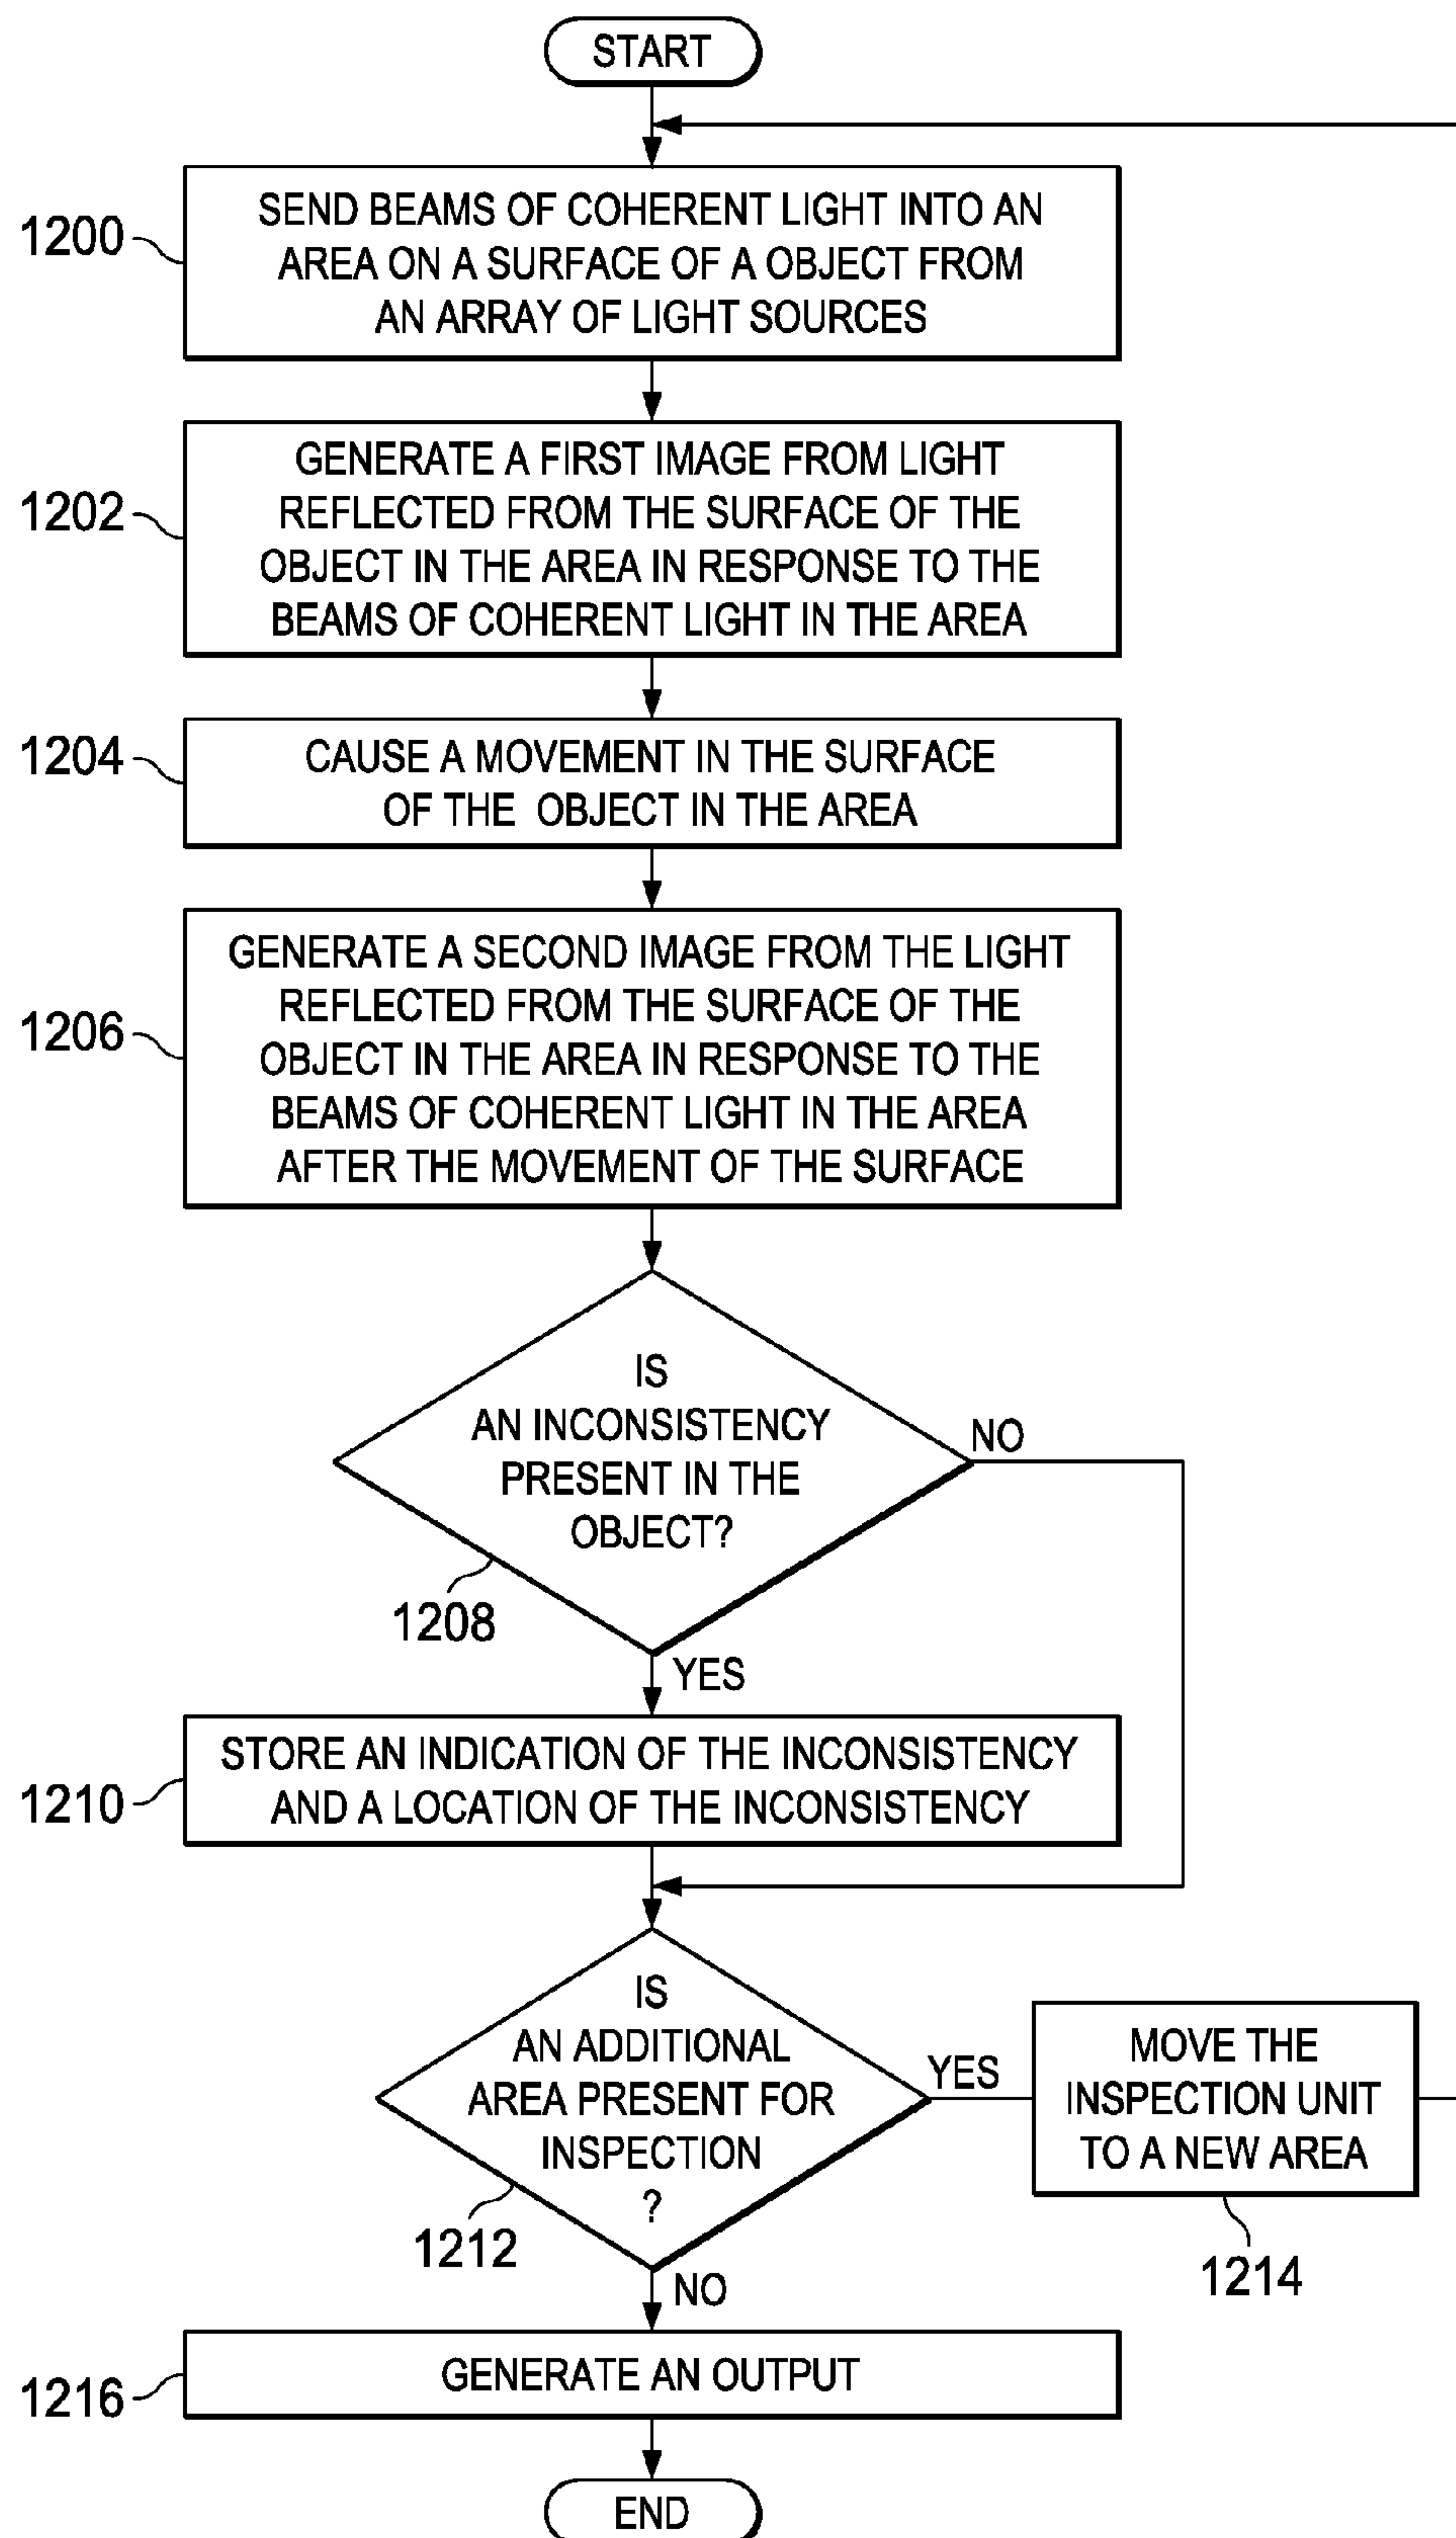 START
1200
SEND BEAMS OF COHERENT LIGHT INTO AN
AREA ON A SURFACE OF A OBJECT FROM
AN ARRAY OF LIGHT SOURCES
1202
GENERATE A FIRST IMAGE FROM LIGHT
REFLECTED FROM THE SURFACE OF THE
OBJECT IN THE AREA IN RESPONSE TO THE
BEAMS OF COHERENT LIGHT IN THE AREA
1204
CAUSE A MOVEMENT IN THE SURFACE
OF THE OBJECT IN THE AREA
1206
GENERATE A SECOND IMAGE FROM THE LIGHT
REFLECTED FROM THE SURFACE OF THE
OBJECT IN THE AREA IN RESPONSE TO THE
BEAMS OF COHERENT LIGHT IN THE AREA
AFTER THE MOVEMENT OF THE SURFACE
IS
AN INCONSISTENCY
PRESENT IN THE
OBJECT?
NO
1208
YES
1210
STORE AN INDICATION OF THE INCONSISTENCY
AND A LOCATION OF THE INCONSISTENCY
IS
AN ADDITIONAL
AREA PRESENT FOR
INSPECTION
?
YES
1212
MOVE THE
INSPECTION UNIT
TO A NEW AREA
1214
NO
1216
GENERATE AN OUTPUT
END